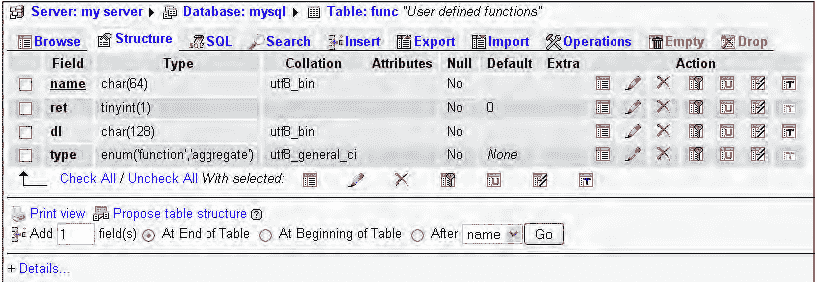 Server: my server Database: mysql Table: func "User defined functions"
Browse Structure SQL Search Insert Export Import Operations Empty Drop
Field Type Collation Attributes Null Default Extra Action
name char(64) utf8_bin No
ret tinyint(1) No 0
dl char(128) utf8_bin No
type enum('function','aggregate') utf8_general_ci No None
Check All / Uncheck All With selected:
Print view Propose table structure
Add 1 field(s) At End of Table At Beginning of Table After name Go
+ Details...